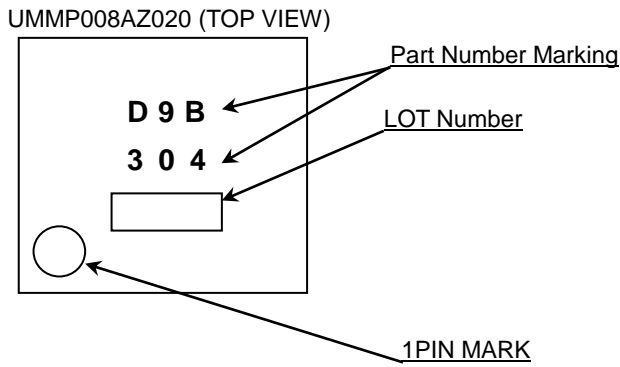 UMMP008AZ020 (TOP VIEW)
Part Number Marking
D 9 B
LOT Number
3 0 4
1PIN MARK